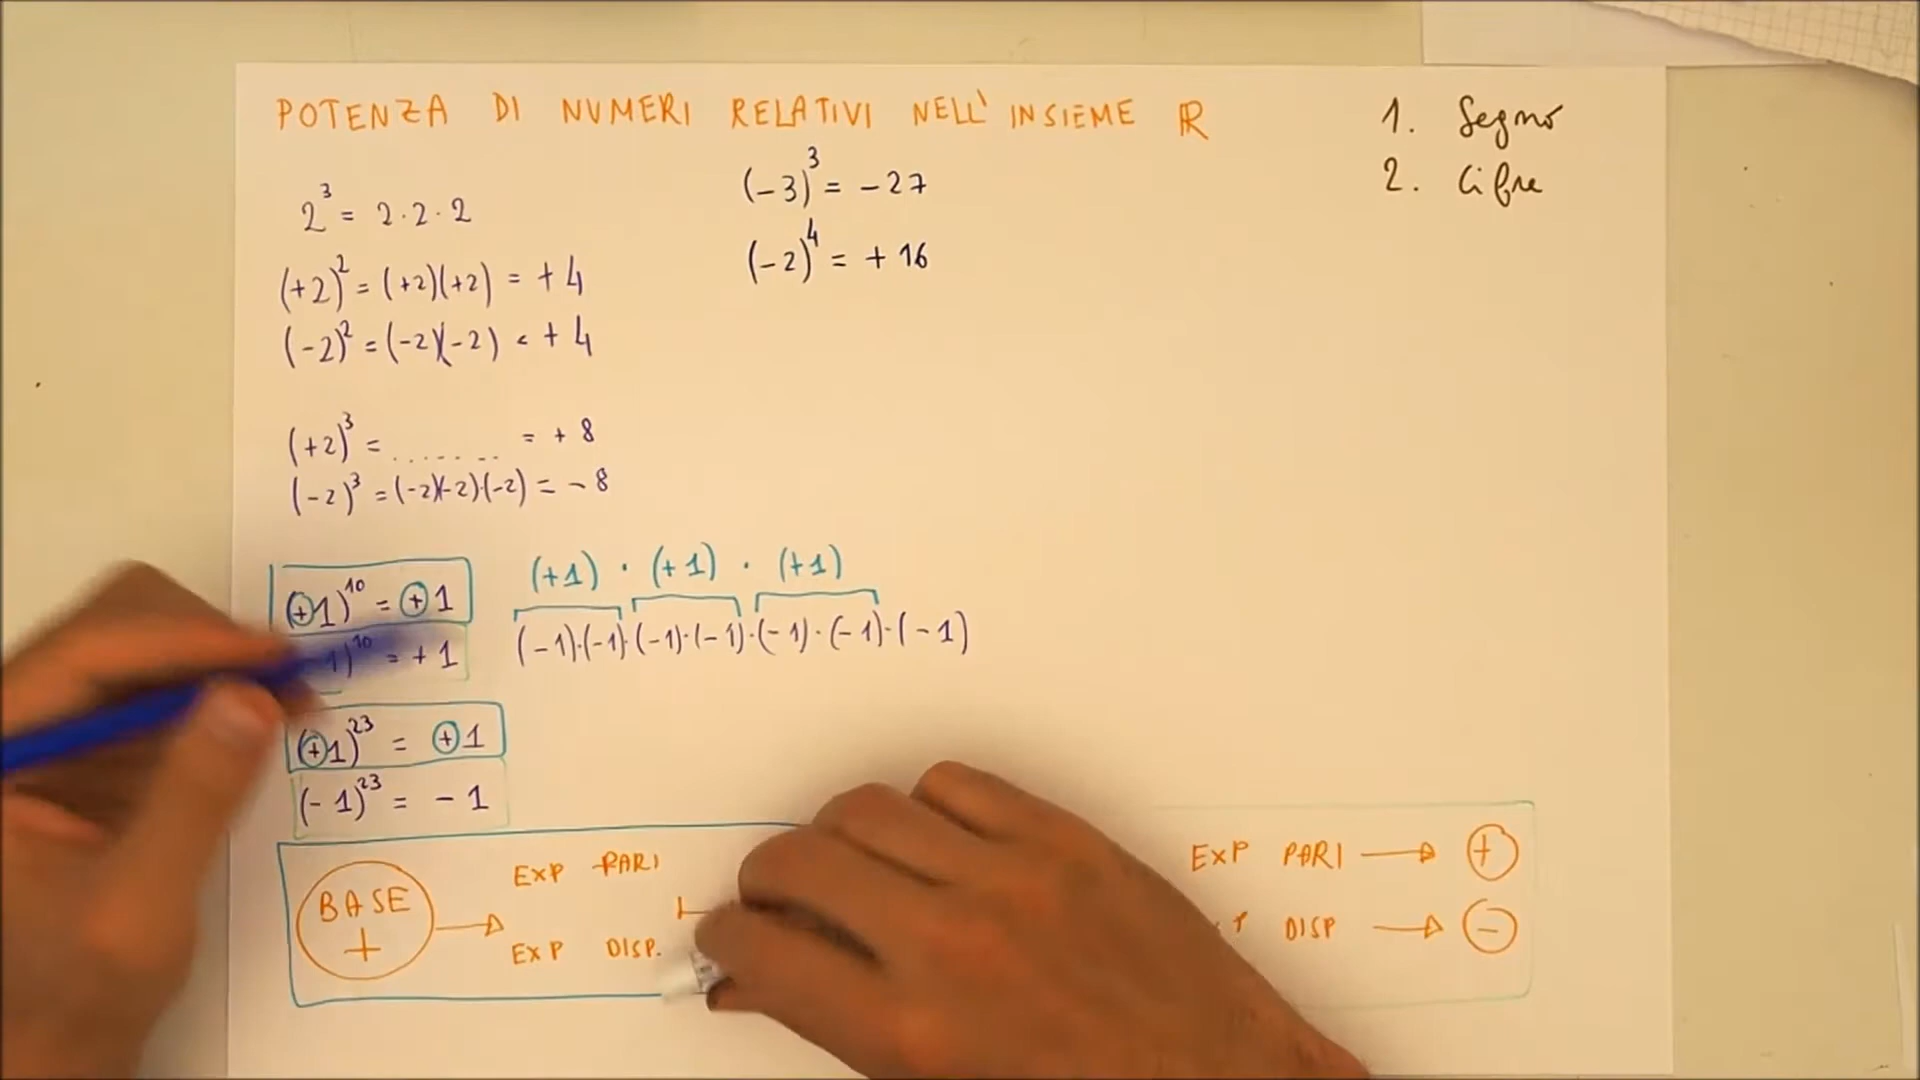 POTENZA DI NUMERI RELATIVI NELL'INSIEME ℝ
1. Segno
2. Cifre
2³ = 2·2·2
(+2)² = (+2)(+2) = +4
(-2)² = (-2)(-2) = +4
(-3)³ = -27
(-2)⁴ = +16
(+2)³ = ........ = +8
(-2)³ = (-2)(-2)·(-2) = -8
(+1)¹⁰ = +1
1)¹⁰ = +1
(+1) · (+1) · (+1)
(-1)·(-1)·(-1)·(-1)·(-1)·(-1)·(-1)
(+1)²³ = +1
(-1)²³ = -1
BASE
+
EXP PARI
EXP DISP.
EXP PARI → +
DISP → -